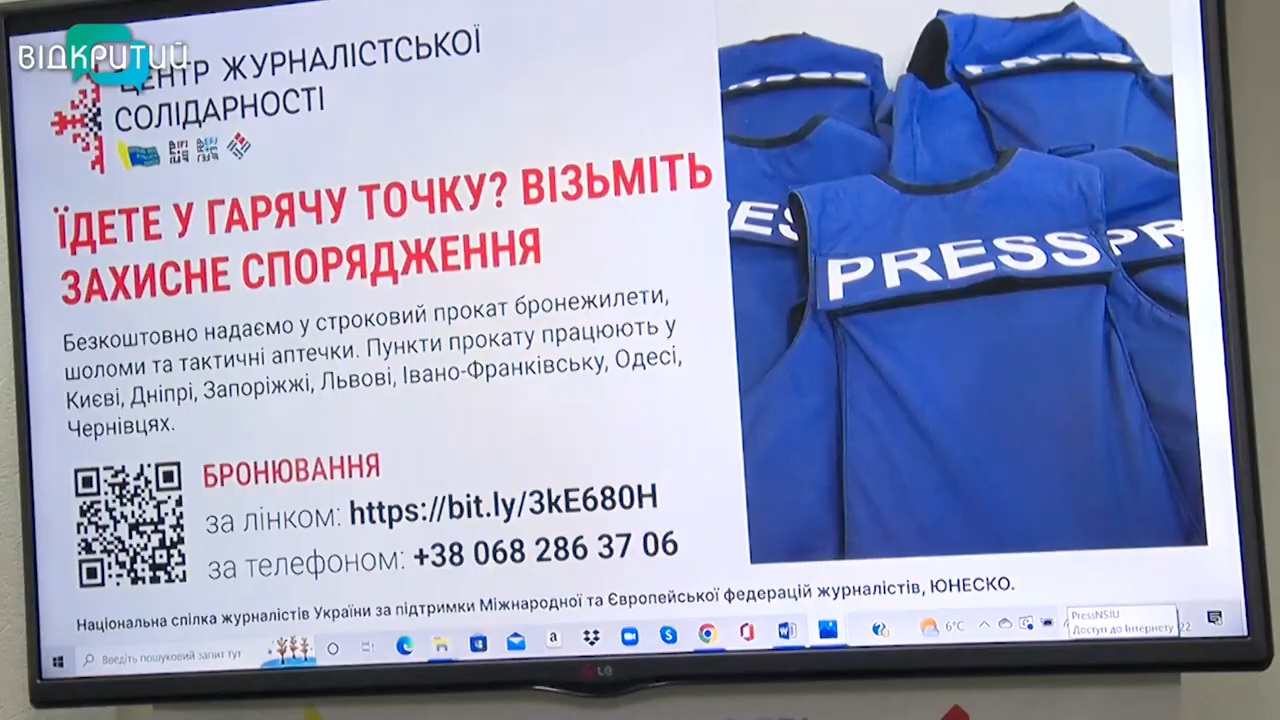 ВІДКРИТИЙ
ЦЕНТР ЖУРНАЛІСТСЬКОЇ
СОЛІДАРНОСТІ
ЇДЕТЕ У ГАРЯЧУ ТОЧКУ? ВІЗЬМІТЬ
ЗАХИСНЕ СПОРЯДЖЕННЯ
Безкоштовно надаємо у строковий прокат бронежилети,
шоломи та тактичні аптечки. Пункти прокату працюють у
Києві, Дніпрі, Запоріжжі, Львові, Івано-Франківську, Одесі,
Чернівцях.
БРОНЮВАННЯ
за лінком: https://bit.ly/3kE680H
за телефоном: +38 068 286 37 06
Національна спілка журналістів України за підтримки Міжнародної та Європейської федерацій журналістів, ЮНЕСКО.
PRESS
PR
Введіть пошуковий запит тут
6°C
PressNSJU
Доступ до Інтернету
22
LG